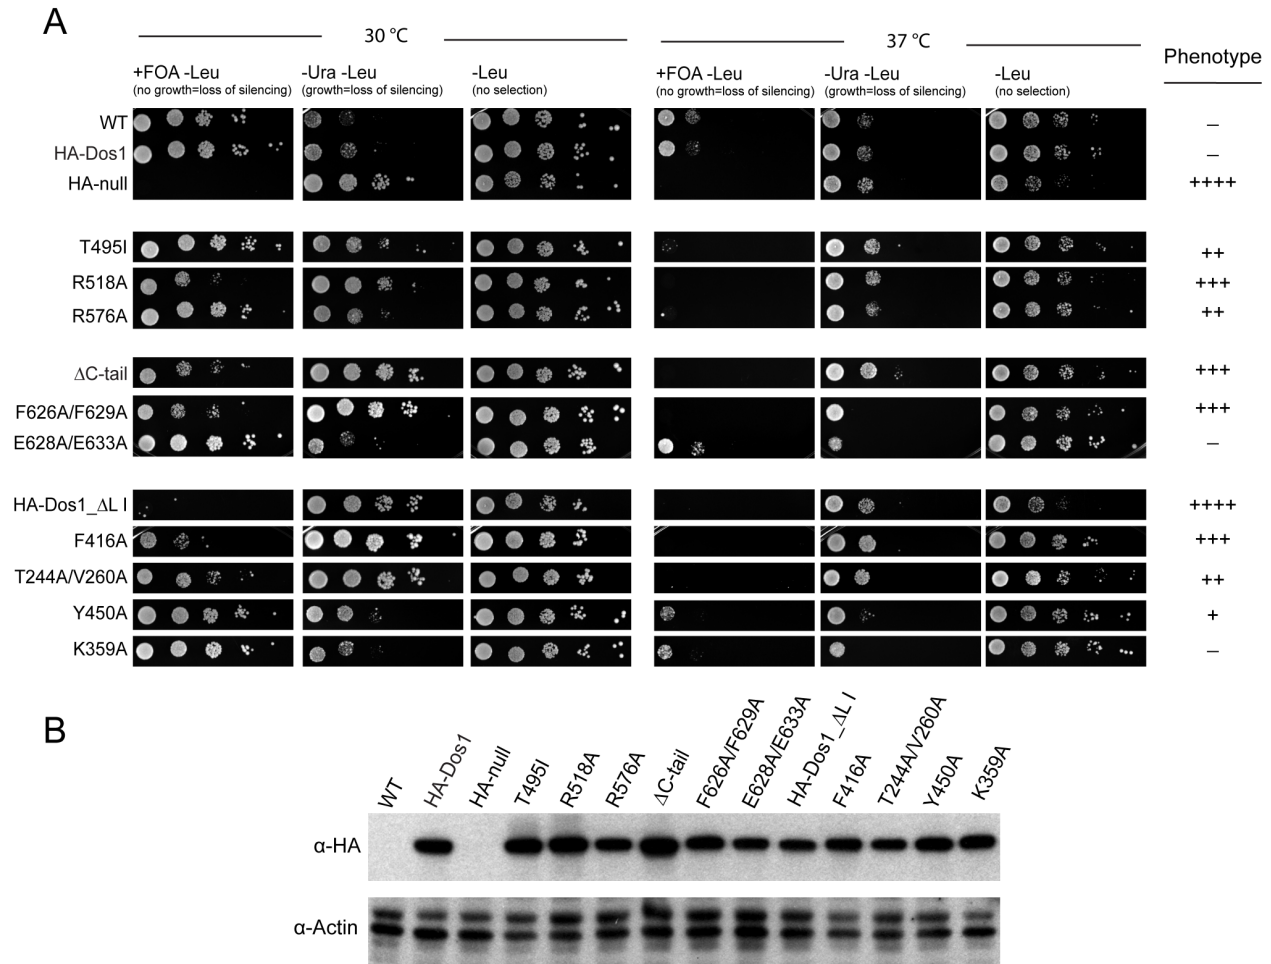 A
30 °C
37 °C
Phenotype
+FOA -Leu
(no growth=loss of silencing)
-Ura -Leu
(growth=loss of silencing)
-Leu
(no selection)
+FOA -Leu
(no growth=loss of silencing)
-Ura -Leu
(growth=loss of silencing)
-Leu
(no selection)
WT –
HA-Dos1 –
HA-null ++++
T495I ++
R518A +++
R576A ++
ΔC-tail +++
F626A/F629A +++
E628A/E633A –
HA-Dos1_ΔL I ++++
F416A +++
T244A/V260A ++
Y450A +
K359A –
B
WT HA-Dos1 HA-null T495I R518A R576A ΔC-tail F626A/F629A E628A/E633A HA-Dos1_ΔL I F416A T244A/V260A Y450A K359A
α-HA
α-Actin